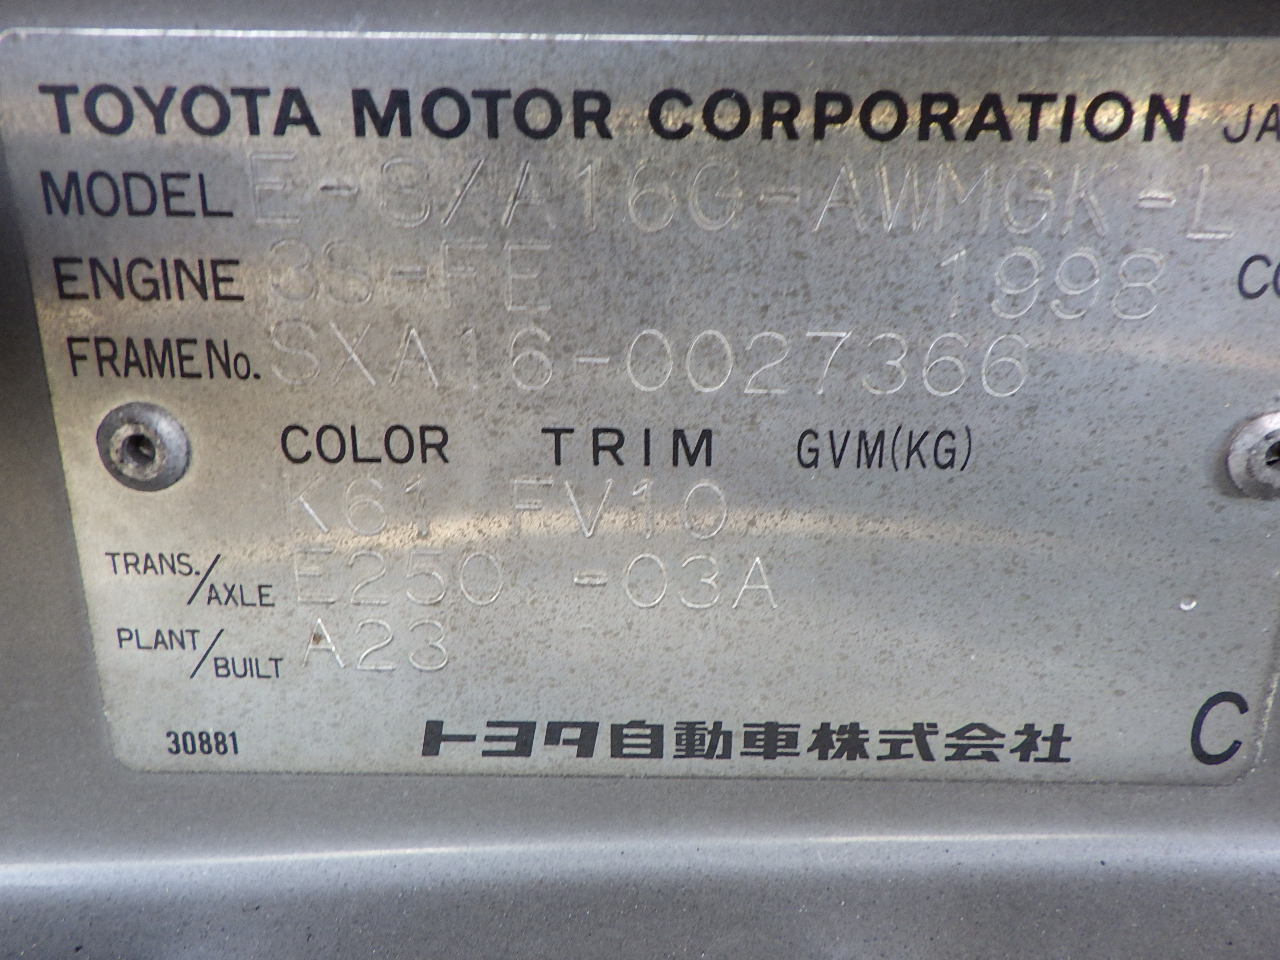 TOYOTA MOTOR CORPORATION JA
MODEL E-S/A16G-AWMGK-L
ENGINE 3S-FE 1998 CC
FRAME No. SXA16-0027366
COLOR TRIM GVM(KG)
K61 FV10
TRANS./AXLE E250 -03A
PLANT/BUILT A23
30881 トヨタ自動車株式会社 C